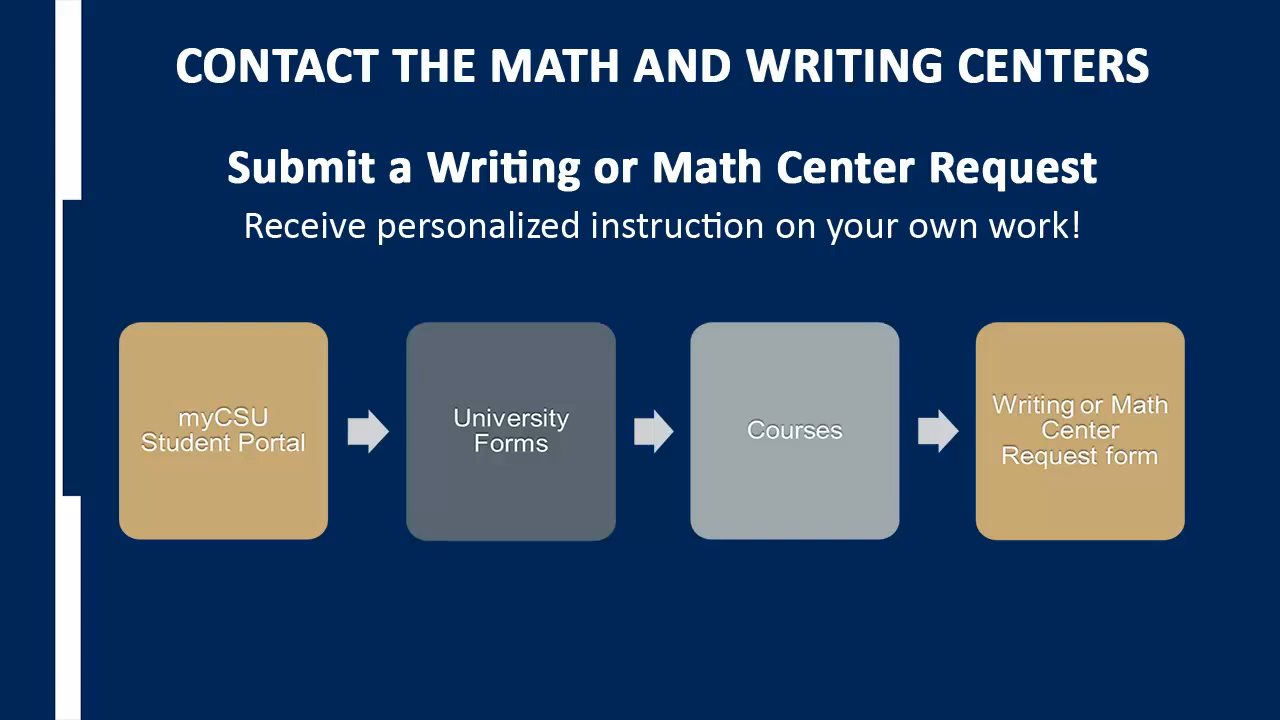 CONTACT THE MATH AND WRITING CENTERS
Submit a Writing or Math Center Request
Receive personalized instruction on your own work!
myCSU
Student Portal
University
Forms
Courses
Writing or Math
Center
Request form